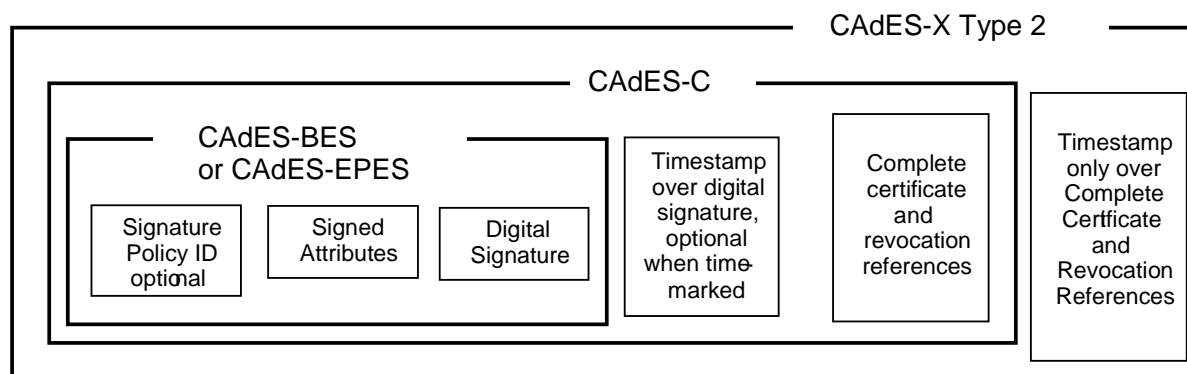 CAdES-X Type 2
CAdES-C
CAdES-BES
or CAdES-EPES
Signature
Policy ID
optional
Signed
Attributes
Digital
Signature
Timestamp
over digital
signature,
optional
when time-
marked
Complete
certificate
and
revocation
references
Timestamp
only over
Complete
Certificate
and
Revocation
References